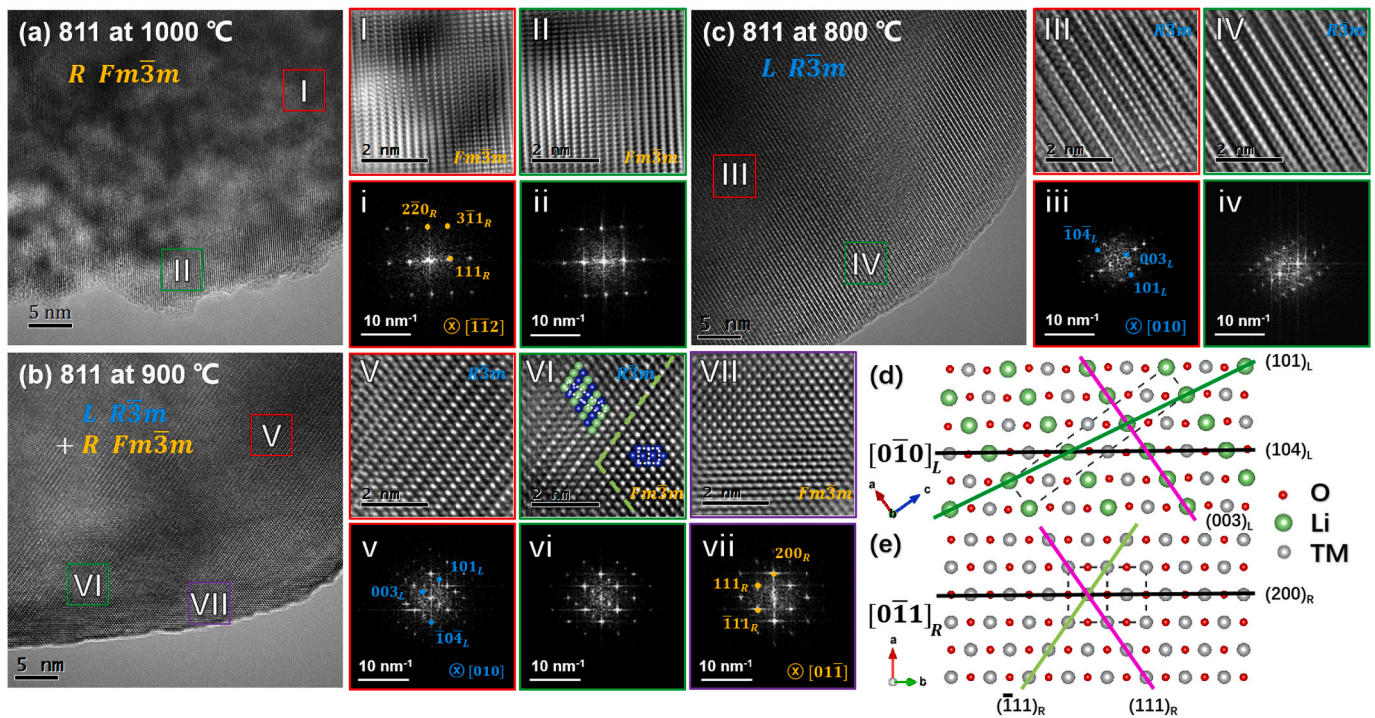 (a) 811 at 1000 ℃
R Fm3̅m
I
II
5 nm
I
2 nm
Fm3̅m
II
2 nm
Fm3̅m
i
22̅0R
31̅1R
111R
10 nm⁻¹
ⓧ [1̅1̅2]
ii
10 nm⁻¹
(c) 811 at 800 ℃
L R3̅m
III
IV
5 nm
III
R3̅m
2 nm
IV
R3̅m
2 nm
iii
1̅04̅L
003L
101L
10 nm⁻¹
ⓧ [010]
iv
10 nm⁻¹
(b) 811 at 900 ℃
L R3̅m
+ R Fm3̅m
V
VI
VII
5 nm
V
R3̅m
2 nm
VI
R3̅m
2 nm
Fm3̅m
VII
2 nm
Fm3̅m
v
101L
003L
10 nm⁻¹
ⓧ [010]
vi
10 nm⁻¹
vii
200R
111R
1̅11R
10 nm⁻¹
ⓧ [011̅]
(d)
(101)L
[01̅0]L
(104)L
a
c
b
(003)L
O
Li
TM
(e)
(200)R
[01̅1]R
a
b
(1̅11)R
(111)R